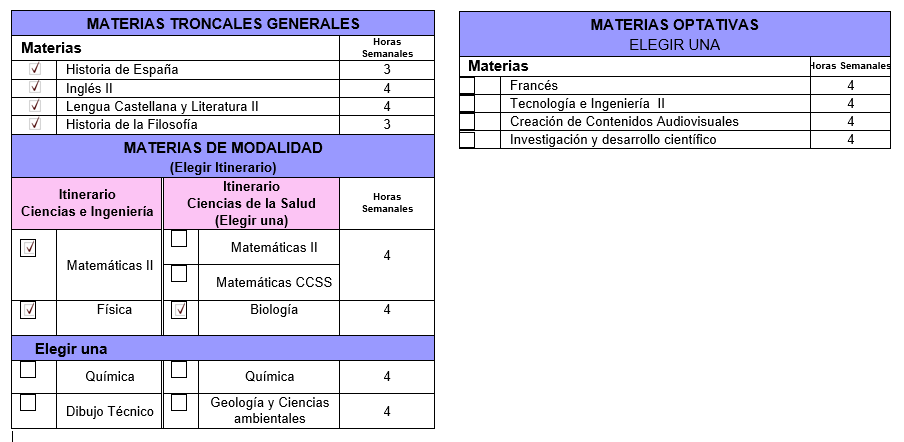 MATERIAS TRONCALES GENERALES
Materias
Horas
Semanales
Historia de España 3
Inglés II 4
Lengua Castellana y Literatura II 4
Historia de la Filosofía 3
MATERIAS DE MODALIDAD
(Elegir Itinerario)
Itinerario
Ciencias e Ingeniería
Itinerario
Ciencias de la Salud
(Elegir una)
Horas
Semanales
Matemáticas II
Matemáticas II
Matemáticas CCSS
4
Física Biología 4
Elegir una
Química Química 4
Dibujo Técnico
Geología y Ciencias
ambientales
4
MATERIAS OPTATIVAS
ELEGIR UNA
Materias Horas Semanales
Francés 4
Tecnología e Ingeniería II 4
Creación de Contenidos Audiovisuales 4
Investigación y desarrollo científico 4